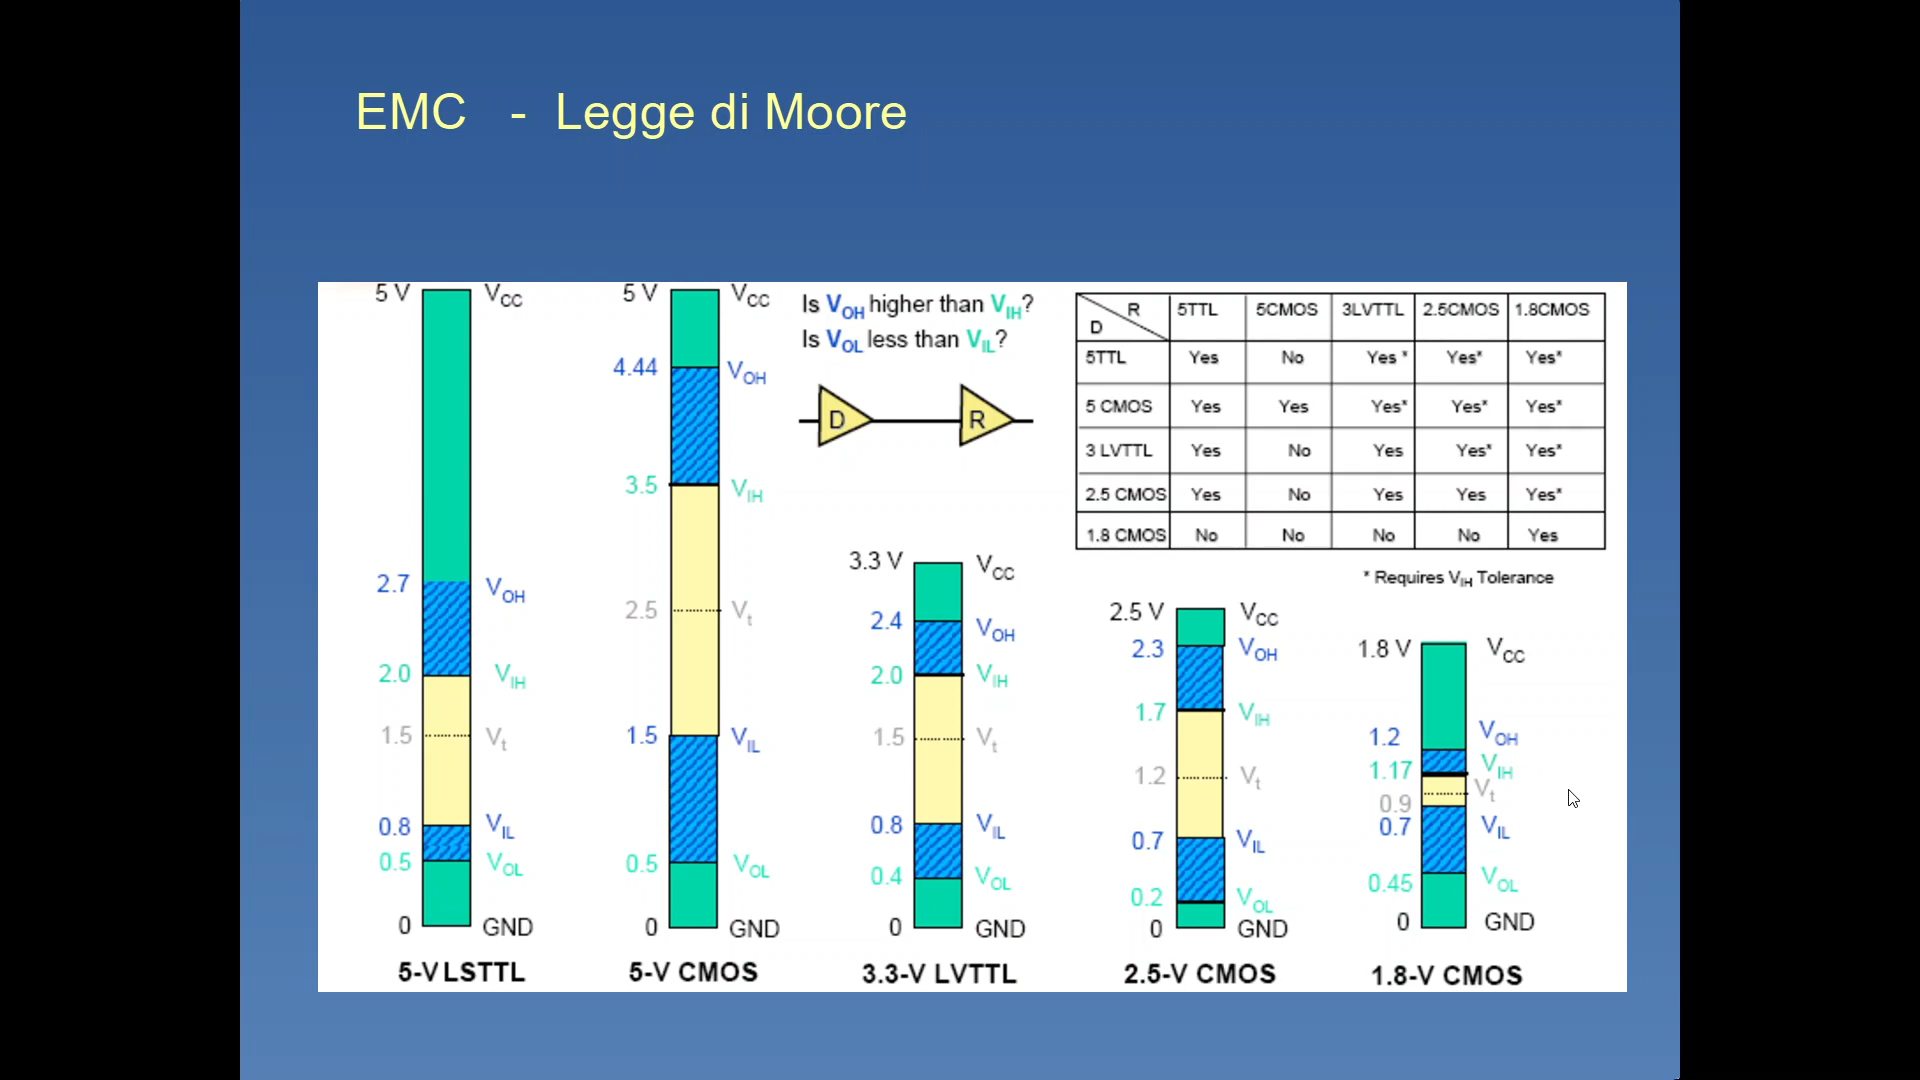 EMC - Legge di Moore
5 V VCC
2.7 VOH
2.0 VIH
1.5 Vt
0.8 VIL
0.5 VOL
0 GND
5-V LSTTL
5 V VCC
4.44 VOH
3.5 VIH
2.5 Vt
1.5 VIL
0.5 VOL
0 GND
5-V CMOS
Is VOH higher than VIH?
Is VOL less than VIL?
D R
3.3 V VCC
2.4 VOH
2.0 VIH
1.5 Vt
0.8 VIL
0.4 VOL
0 GND
3.3-V LVTTL
R D 5TTL 5CMOS 3LVTTL 2.5CMOS 1.8CMOS
5TTL Yes No Yes * Yes* Yes*
5 CMOS Yes Yes Yes* Yes* Yes*
3 LVTTL Yes No Yes Yes* Yes*
2.5 CMOS Yes No Yes Yes Yes*
1.8 CMOS No No No No Yes
* Requires VIH Tolerance
2.5 V VCC
2.3 VOH
1.7 VIH
1.2 Vt
0.7 VIL
0.2 VOL
0 GND
2.5-V CMOS
1.8 V VCC
1.2 VOH
1.17 VIH
0.9 Vt
0.7 VIL
0.45 VOL
0 GND
1.8-V CMOS